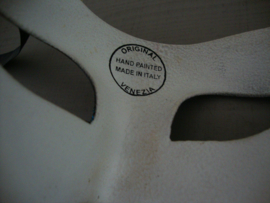 ORIGINAL
HAND PAINTED
MADE IN ITALY
VENEZIA